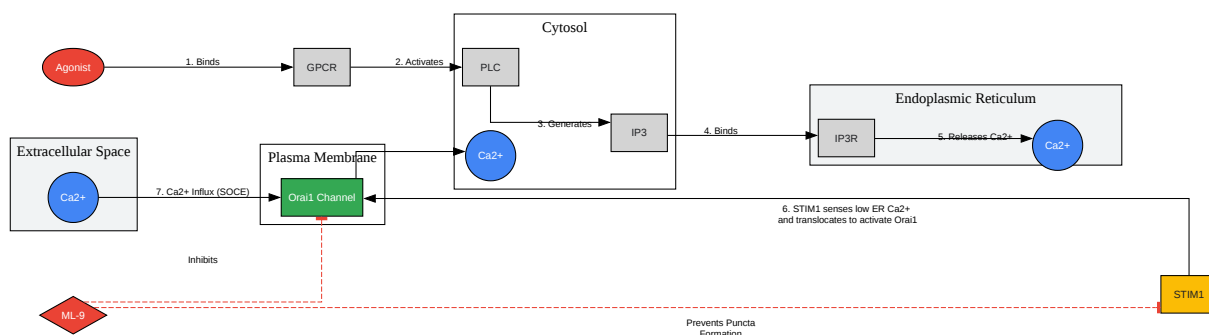 Cytosol
Agonist
1. Binds
GPCR
2. Activates
PLC
3. Generates
IP3
4. Binds
Endoplasmic Reticulum
IP3R
5. Releases Ca2+
Ca2+
Extracellular Space
Ca2+
7. Ca2+ Influx (SOCE)
Plasma Membrane
Orai1 Channel
Ca2+
6. STIM1 senses low ER Ca2+
and translocates to activate Orai1
Inhibits
ML-9
STIM1
Prevents Puncta
Formation